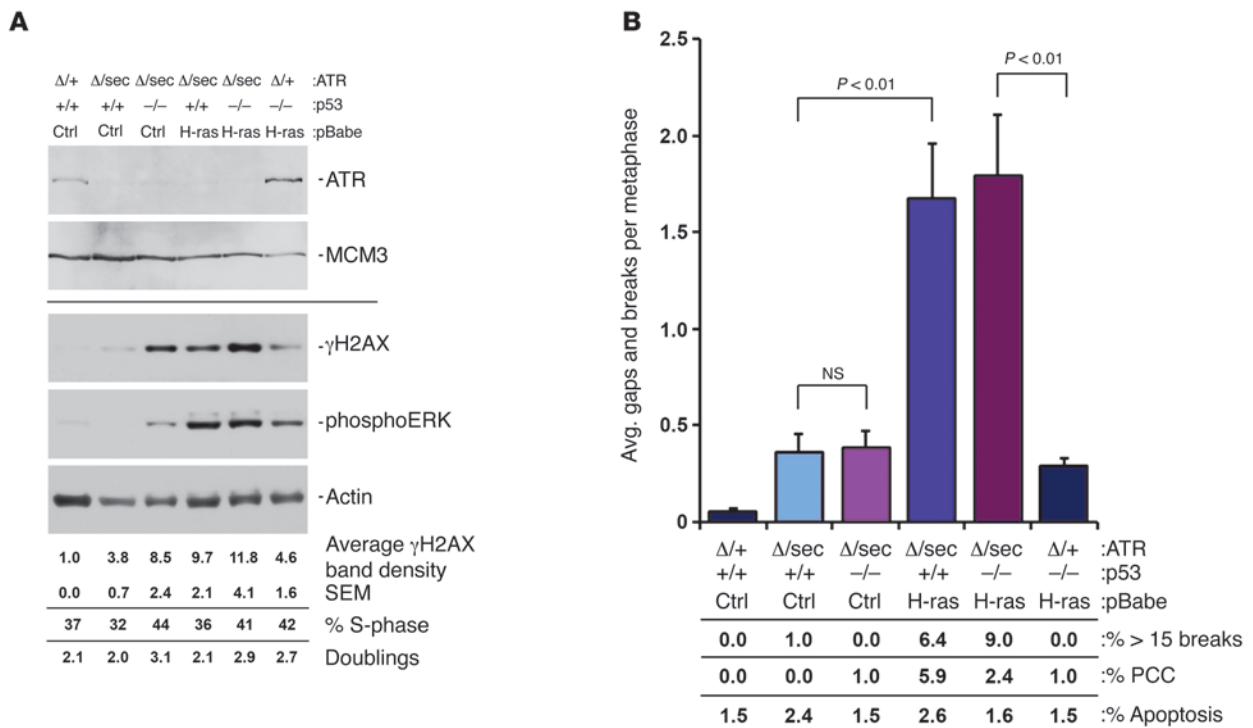 A
Δ/+ Δ/sec Δ/sec Δ/sec Δ/sec Δ/+ :ATR
+/+ +/+ –/– +/+ –/– –/– :p53
Ctrl Ctrl Ctrl H-ras H-ras H-ras :pBabe
-ATR
-MCM3
-γH2AX
-phosphoERK
-Actin
1.0 3.8 8.5 9.7 11.8 4.6 Average γH2AX
band density
0.0 0.7 2.4 2.1 4.1 1.6 SEM
37 32 44 36 41 42 % S-phase
2.1 2.0 3.1 2.1 2.9 2.7 Doublings
B
Avg. gaps and breaks per metaphase
2.5
2.0
1.5
1.0
0.5
0
P < 0.01
P < 0.01
NS
Δ/+ Δ/sec Δ/sec Δ/sec Δ/sec Δ/+ :ATR
+/+ +/+ –/– +/+ –/– –/– :p53
Ctrl Ctrl Ctrl H-ras H-ras H-ras :pBabe
0.0 1.0 0.0 6.4 9.0 0.0 :% > 15 breaks
0.0 0.0 1.0 5.9 2.4 1.0 :% PCC
1.5 2.4 1.5 2.6 1.6 1.5 :% Apoptosis